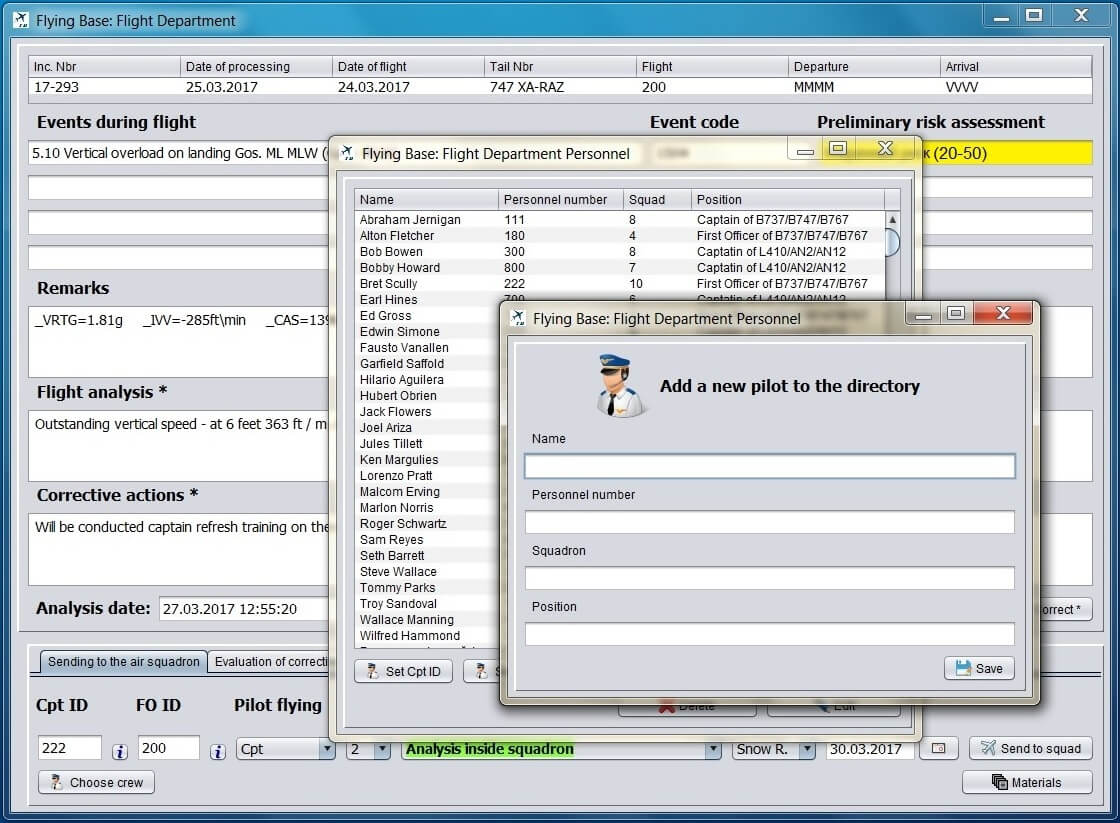 Flying Base: Flight Department
Inc. Nbr Date of processing Date of flight Tail Nbr Flight Departure Arrival
17-293 25.03.2017 24.03.2017 747 XA-RAZ 200 MMMM VVVV
Events during flight Event code Preliminary risk assessment
5.10 Vertical overload on landing Gos. ML MLW (20-50)
Remarks
_VRTG=1.81g _IVV=-285ft\min _CAS=139
Flight analysis *
Outstanding vertical speed - at 6 feet 363 ft / m
Corrective actions *
Will be conducted captain refresh training on the
Analysis date: 27.03.2017 12:55:20
orrect *
Sending to the air squadron Evaluation of correcti
Cpt ID FO ID Pilot flying
222 200 Cpt 2 Analysis inside squadron Snow R. 30.03.2017 Send to squad
Choose crew Materials
Flying Base: Flight Department Personnel
Name Personnel number Squad Position
Abraham Jernigan 111 8 Captain of B737/B747/B767
Alton Fletcher 180 4 First Officer of B737/B747/B767
Bob Bowen 300 8 Captatin of L410/AN2/AN12
Bobby Howard 800 7 Captatin of L410/AN2/AN12
Bret Scully 222 10 First Officer of B737/B747/B767
Earl Hines 700 6 Captatin of L410/AN2/AN12
Ed Gross
Edwin Simone
Fausto Vanallen
Garfield Saffold
Hilario Aguilera
Hubert Obrien
Jack Flowers
Joel Ariza
Jules Tillett
Ken Margulies
Lorenzo Pratt
Malcom Erving
Marlon Norris
Roger Schwartz
Sam Reyes
Seth Barrett
Steve Wallace
Tommy Parks
Troy Sandoval
Wallace Manning
Wilfred Hammond
Set Cpt ID
Delete Edit
Flying Base: Flight Department Personnel
Add a new pilot to the directory
Name
Personnel number
Squadron
Position
Save